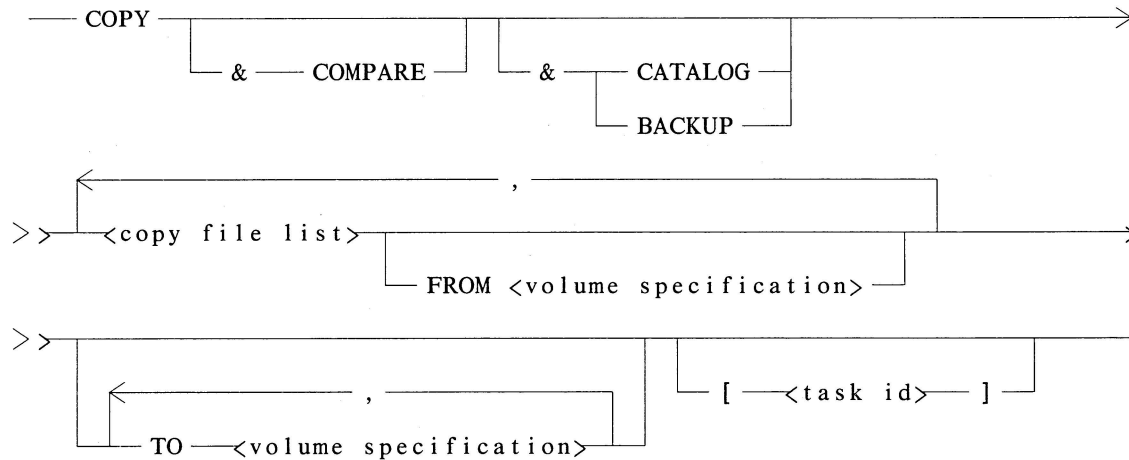 COPY
& COMPARE & CATALOG
BACKUP
,
<copy file list>
FROM <volume specification>
,
[ <task id> ]
TO <volume specification>